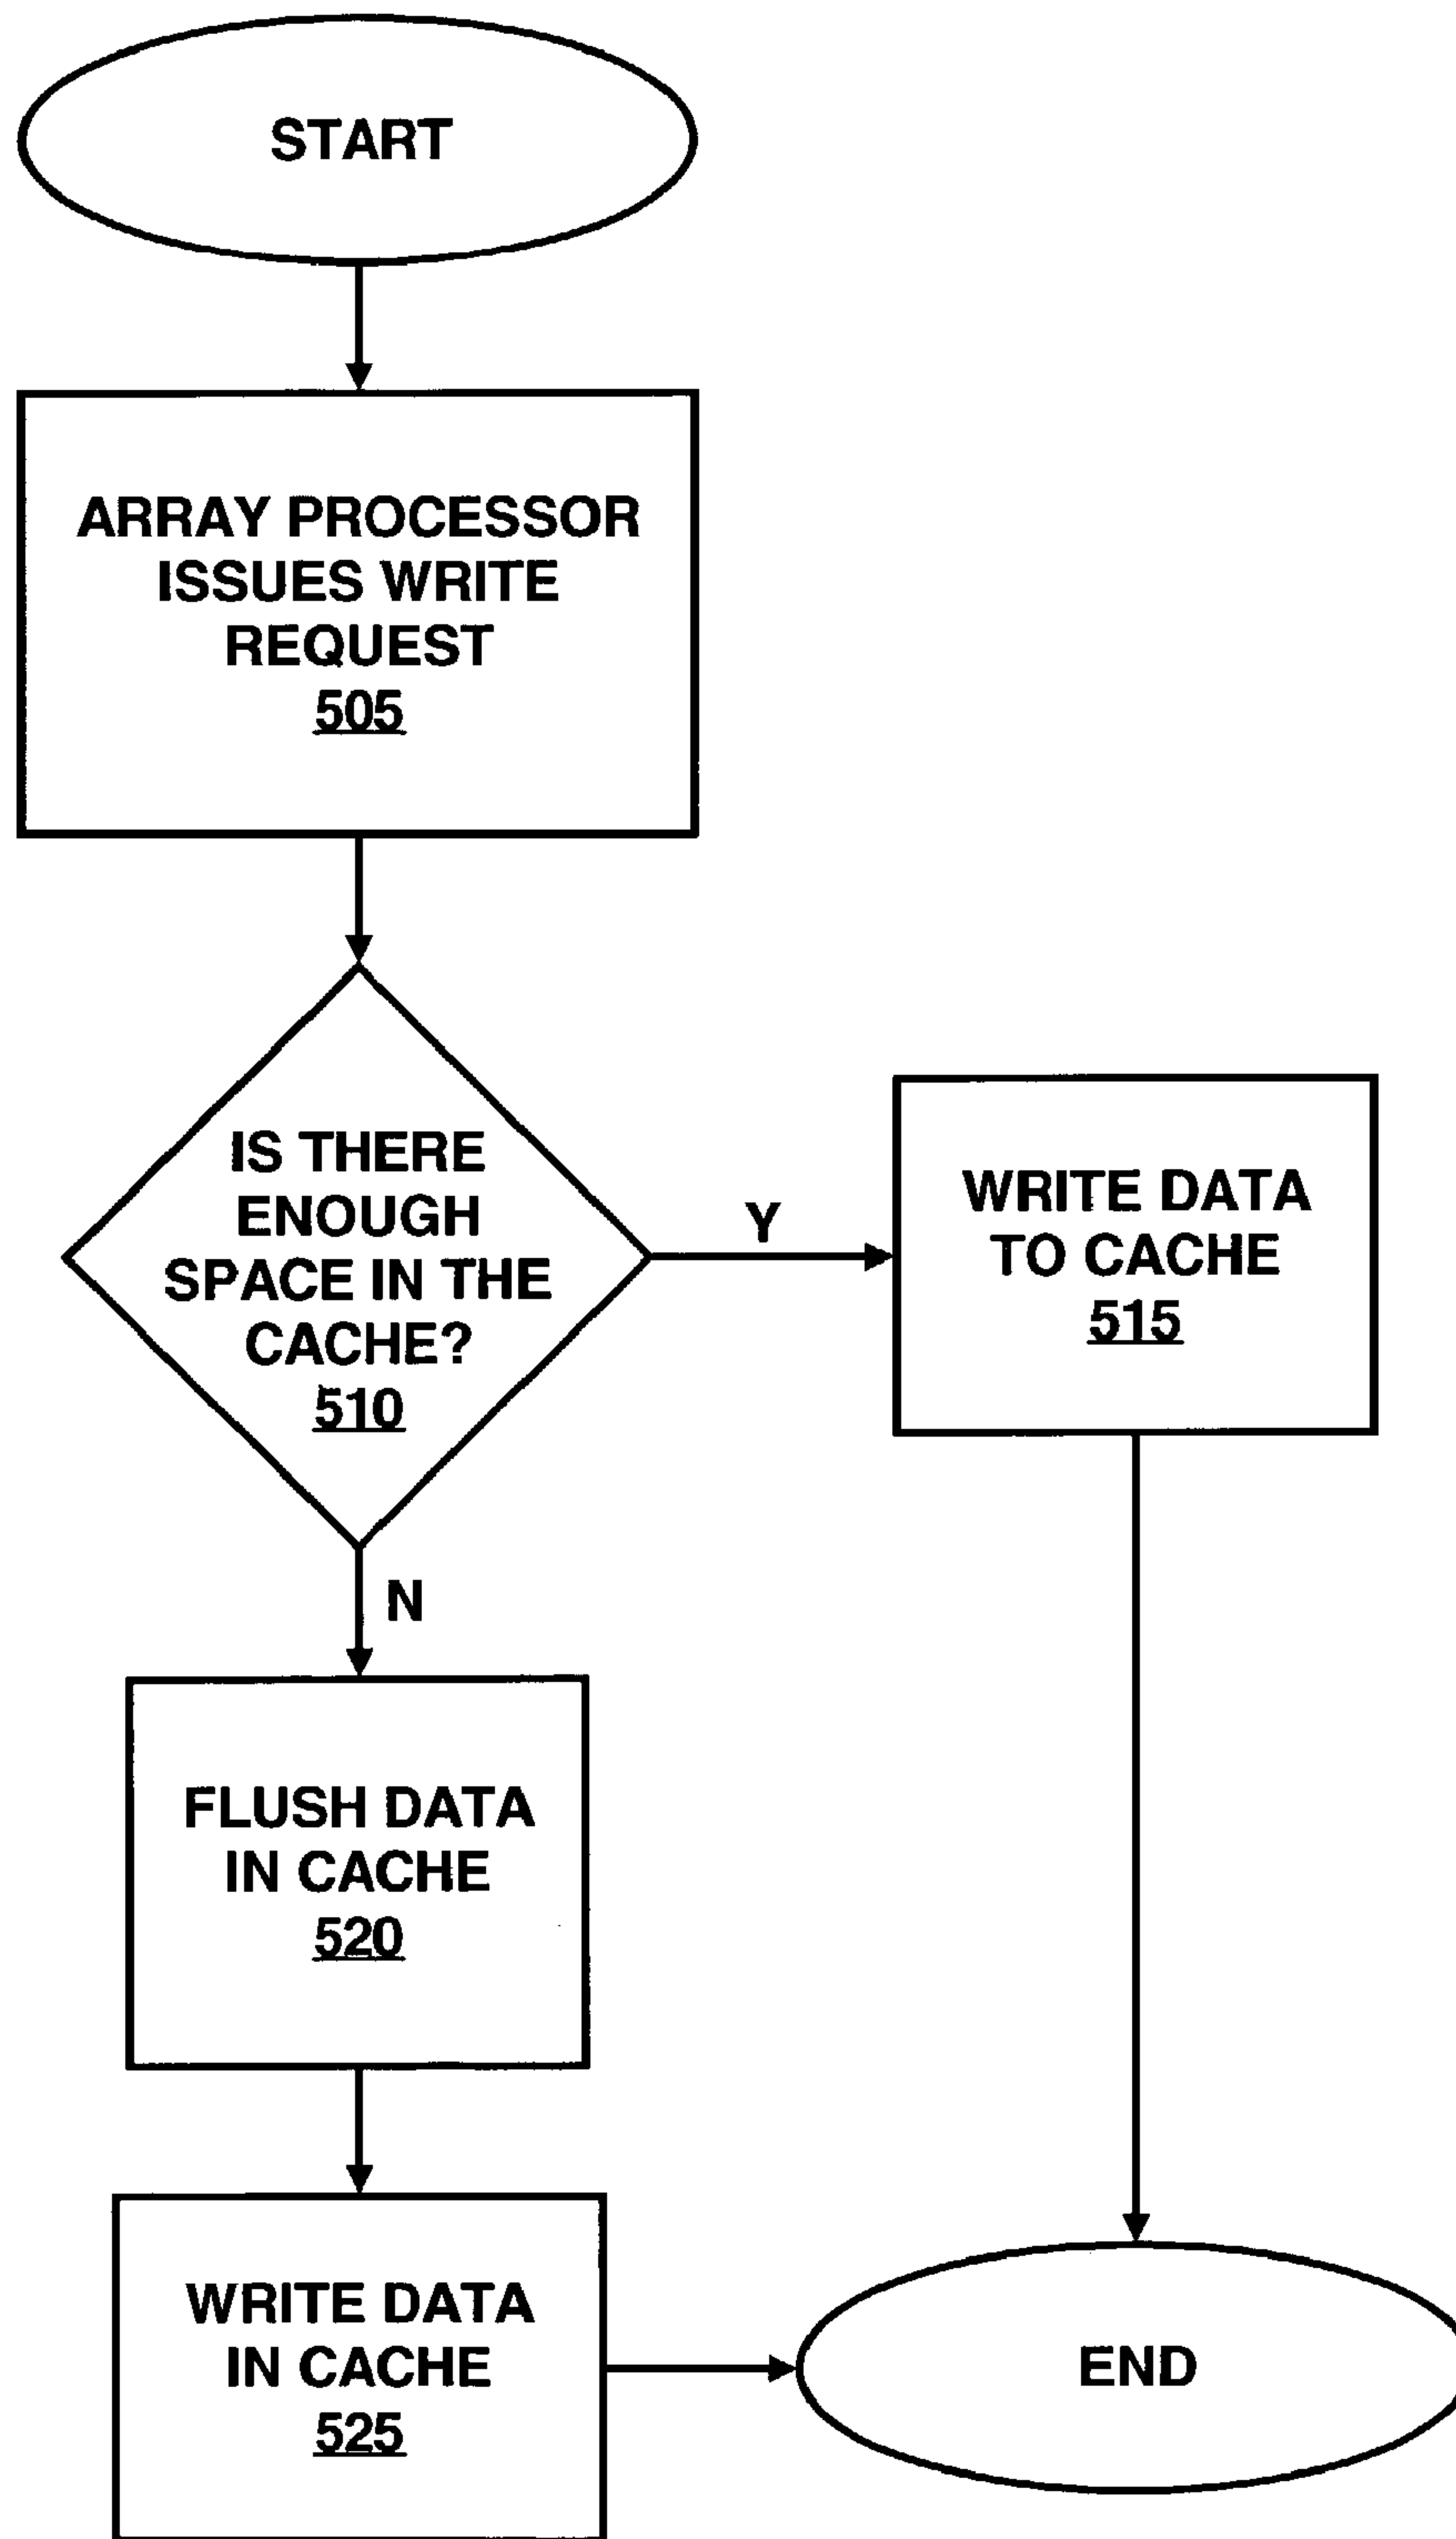 START
ARRAY PROCESSOR
ISSUES WRITE
REQUEST
505
IS THERE
ENOUGH
SPACE IN THE
CACHE?
510
Y
WRITE DATA
TO CACHE
515
N
FLUSH DATA
IN CACHE
520
WRITE DATA
IN CACHE
525
END